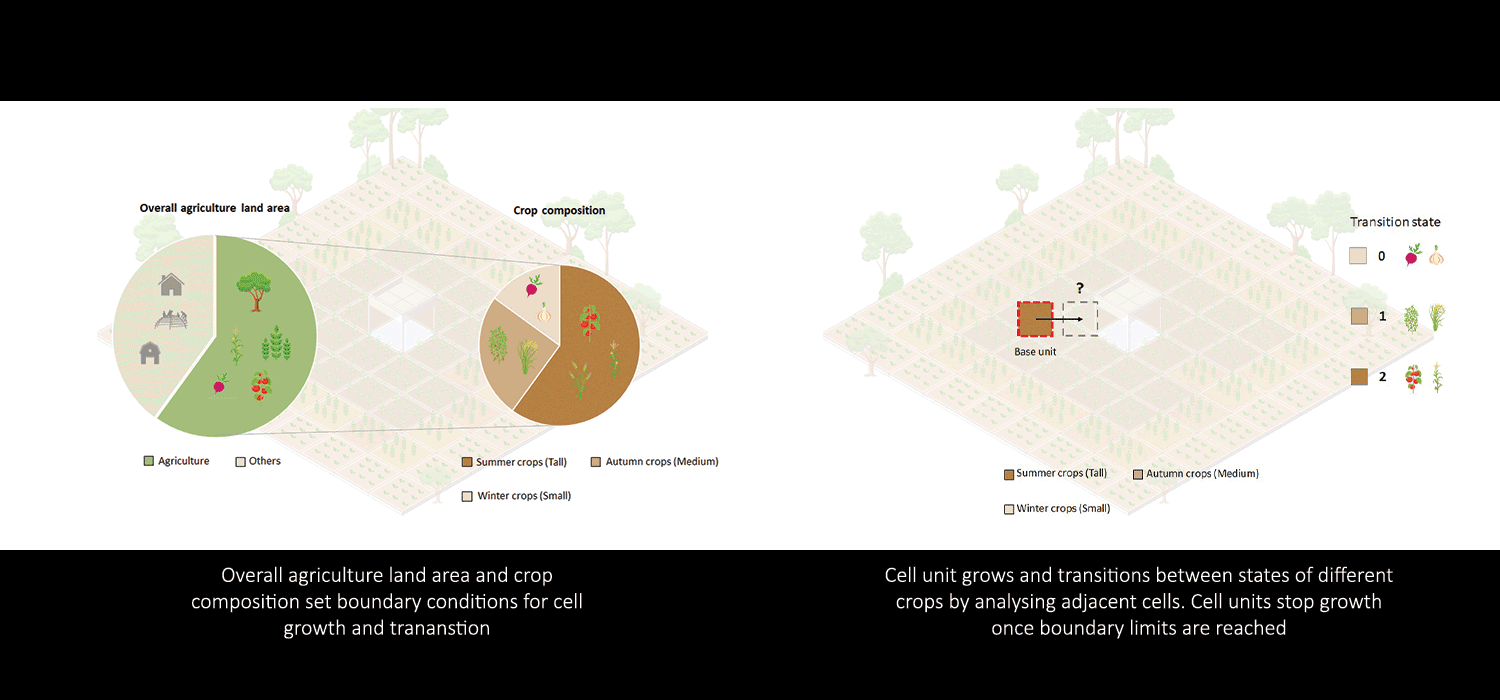 Overall agriculture land area
Crop composition
Agriculture
Others
Summer crops (Tall)
Autumn crops (Medium)
Winter crops (Small)
Overall agriculture land area and crop
composition set boundary conditions for cell
growth and trananstion
Transition state
0
1
2
?
Base unit
Summer crops (Tall)
Autumn crops (Medium)
Winter crops (Small)
Cell unit grows and transitions between states of different
crops by analysing adjacent cells. Cell units stop growth
once boundary limits are reached